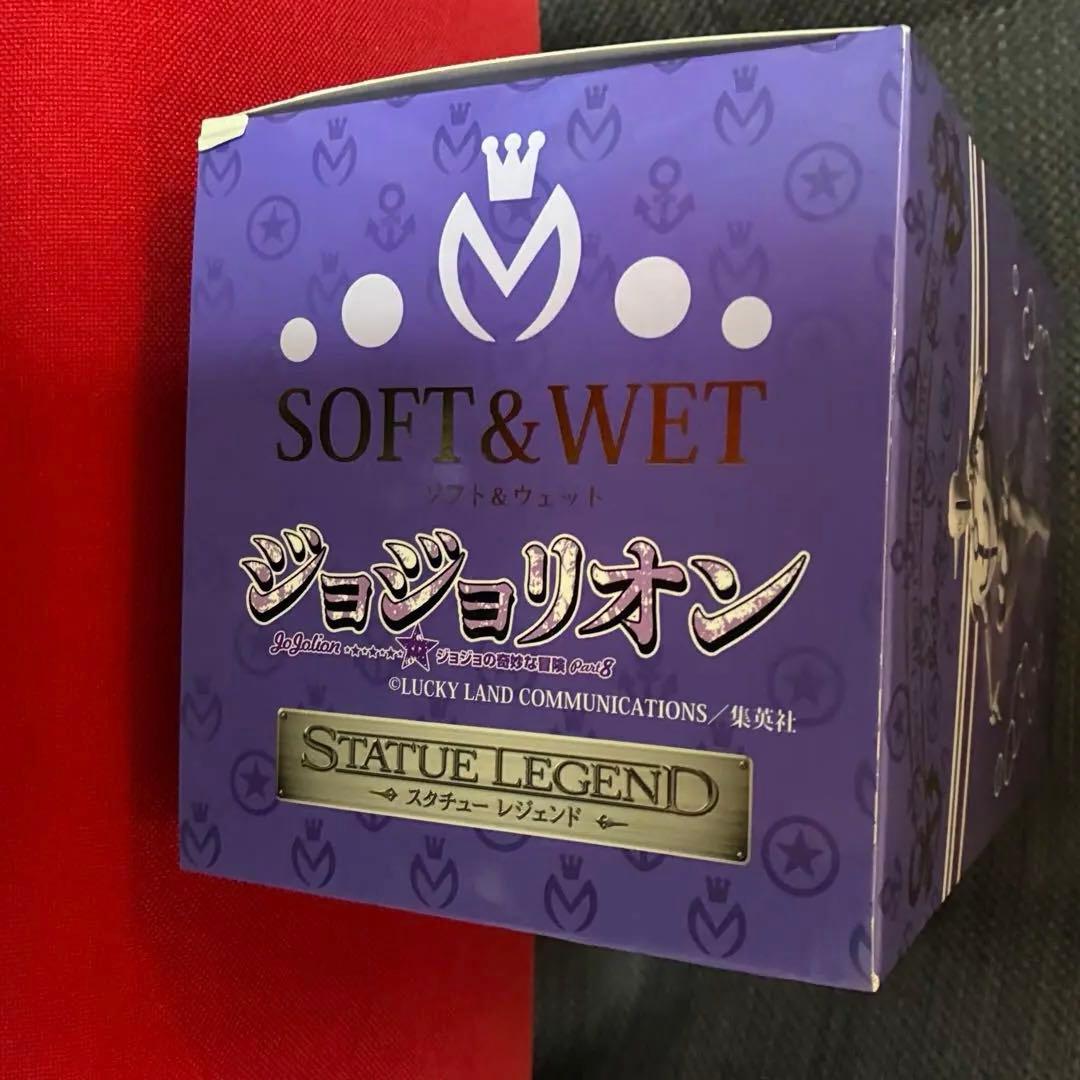 SOFT&WET
ソフト&ウェット
ジョジョリオン
JoJolion ジョジョの奇妙な冒険 Part8
©LUCKY LAND COMMUNICATIONS/集英社
STATUE LEGEND
スタチュー レジェンド